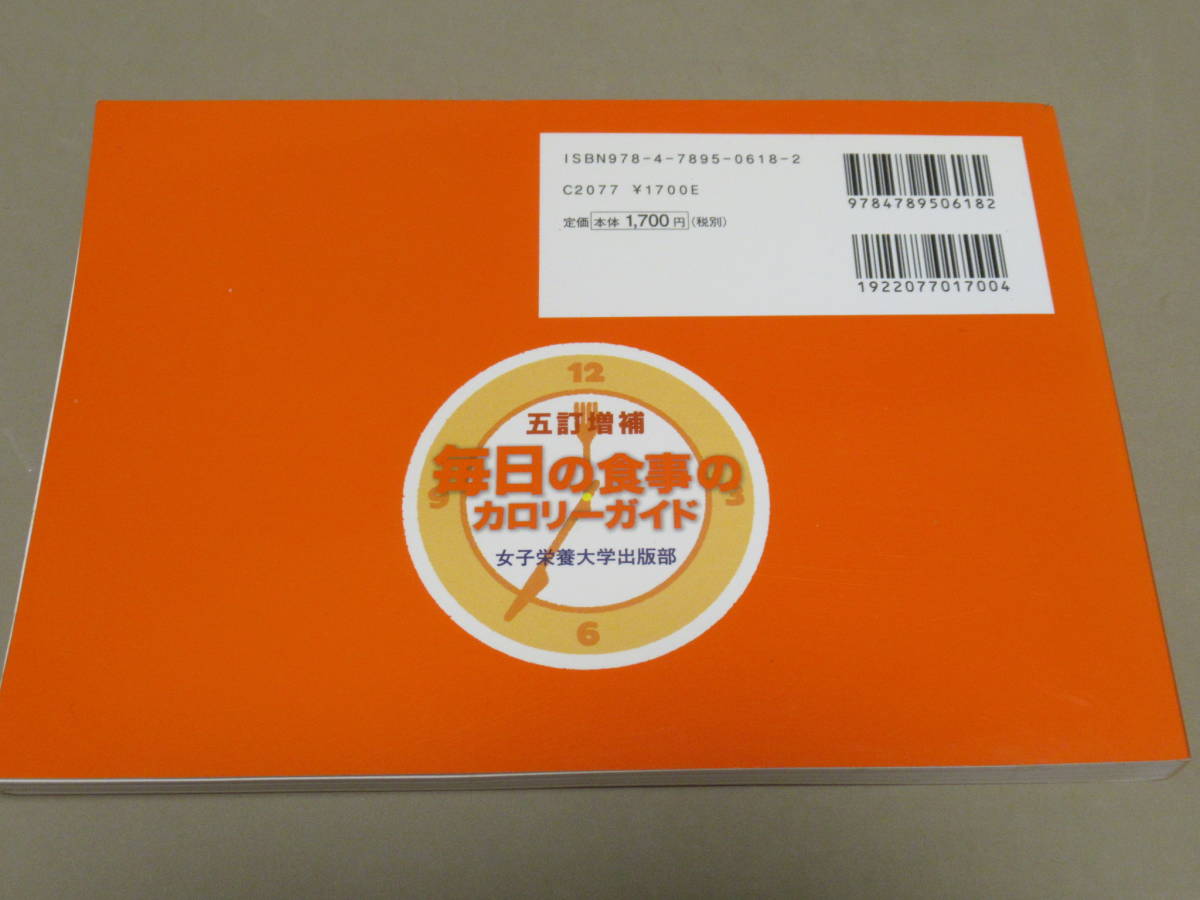 ISBN978-4-7895-0618-2
C2077 ¥1700E
定価 本体 1,700円 (税別)
9784789506182
1922077017004
12
五訂増補
毎日の食事の
9
3
カロリーガイド
女子栄養大学出版部
6